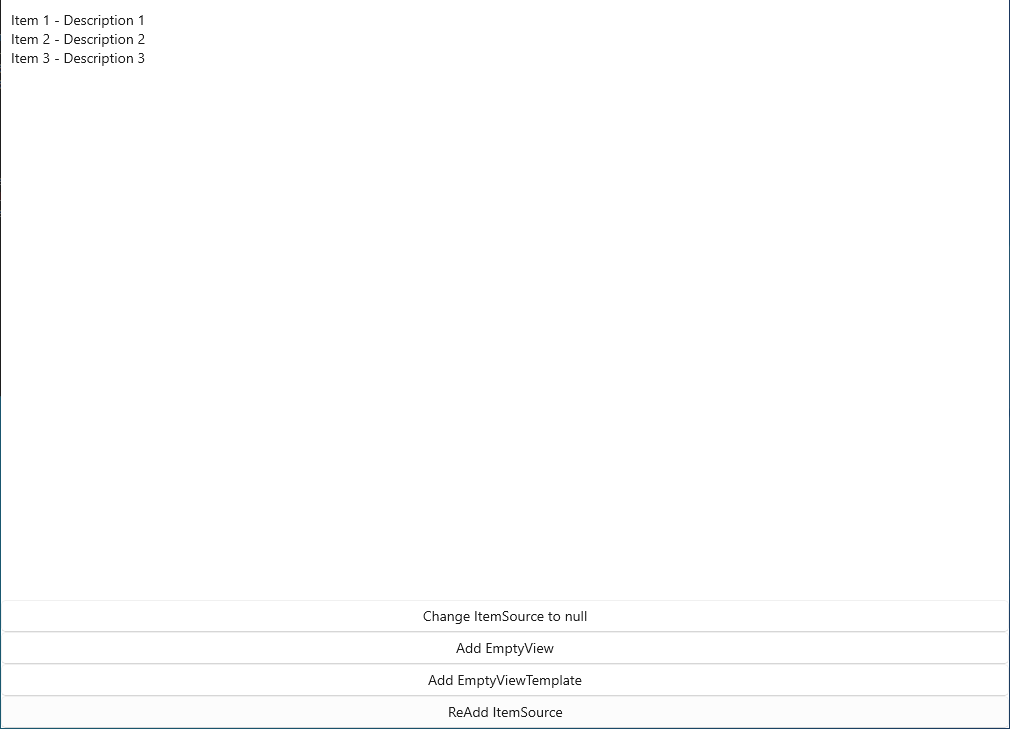 Item 1 - Description 1
Item 2 - Description 2
Item 3 - Description 3
Change ItemSource to null
Add EmptyView
Add EmptyViewTemplate
ReAdd ItemSource